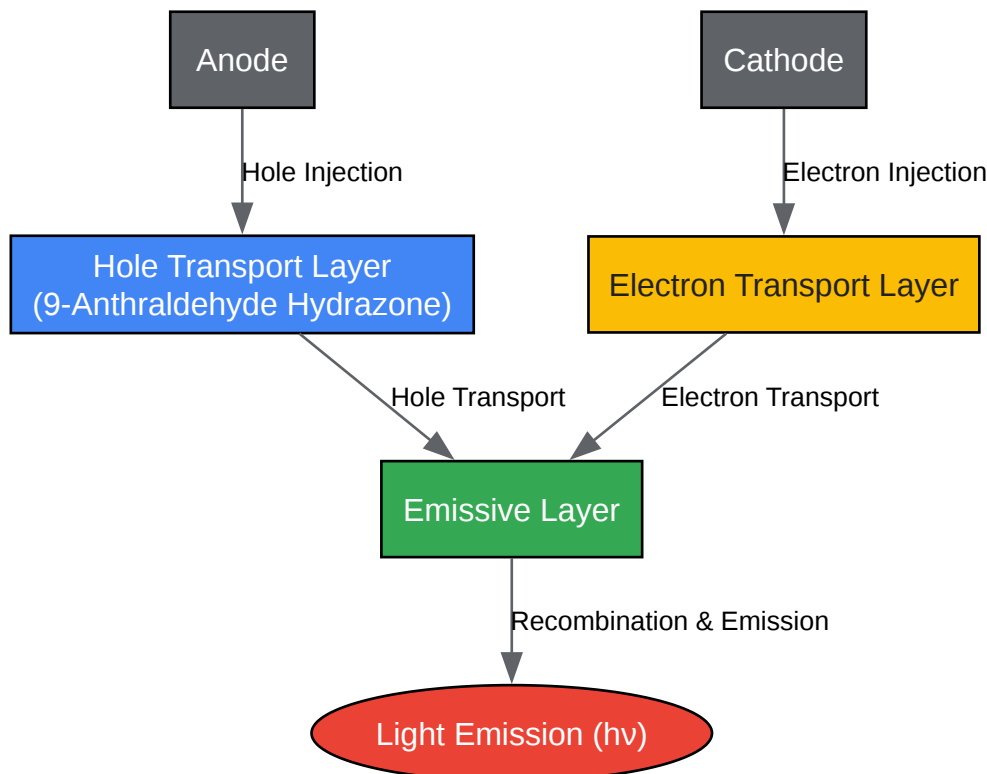 Anode
Cathode
Hole Injection
Electron Injection
Hole Transport Layer
(9-Anthraldehyde Hydrazone)
Electron Transport Layer
Hole Transport
Electron Transport
Emissive Layer
Recombination & Emission
Light Emission (hν)